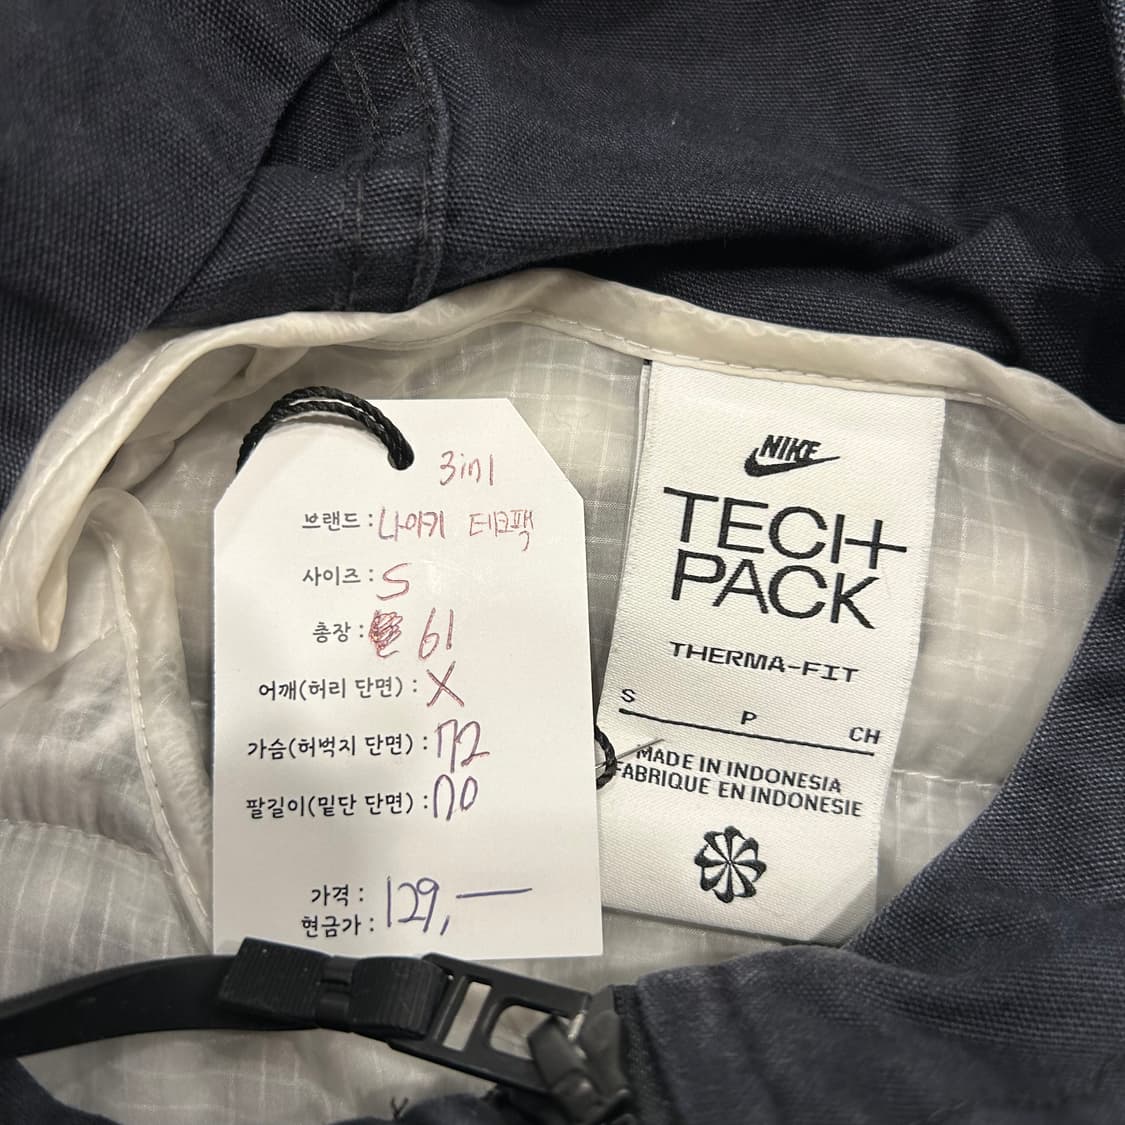 3in1
브랜드 : 나이키 테크팩
사이즈 : S
총장 : 61
어깨(허리 단면) : X
가슴(허벅지 단면) : 72
팔길이(밑단 단면) : 70
가격 :
현금가 : 129,—
NIKE
TECH
PACK
THERMA-FIT
S P CH
MADE IN INDONESIA
FABRIQUE EN INDONESIE